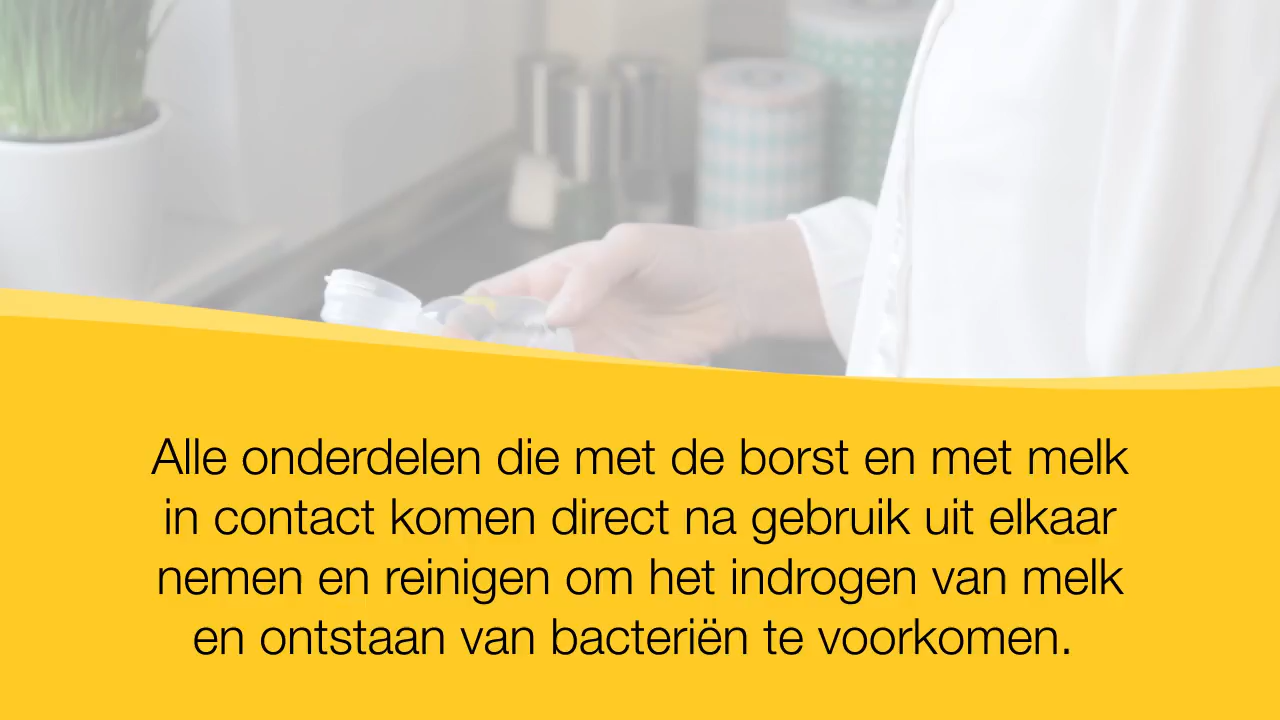 Alle onderdelen die met de borst en met melk
in contact komen direct na gebruik uit elkaar
nemen en reinigen om het indrogen van melk
en ontstaan van bacteriën te voorkomen.